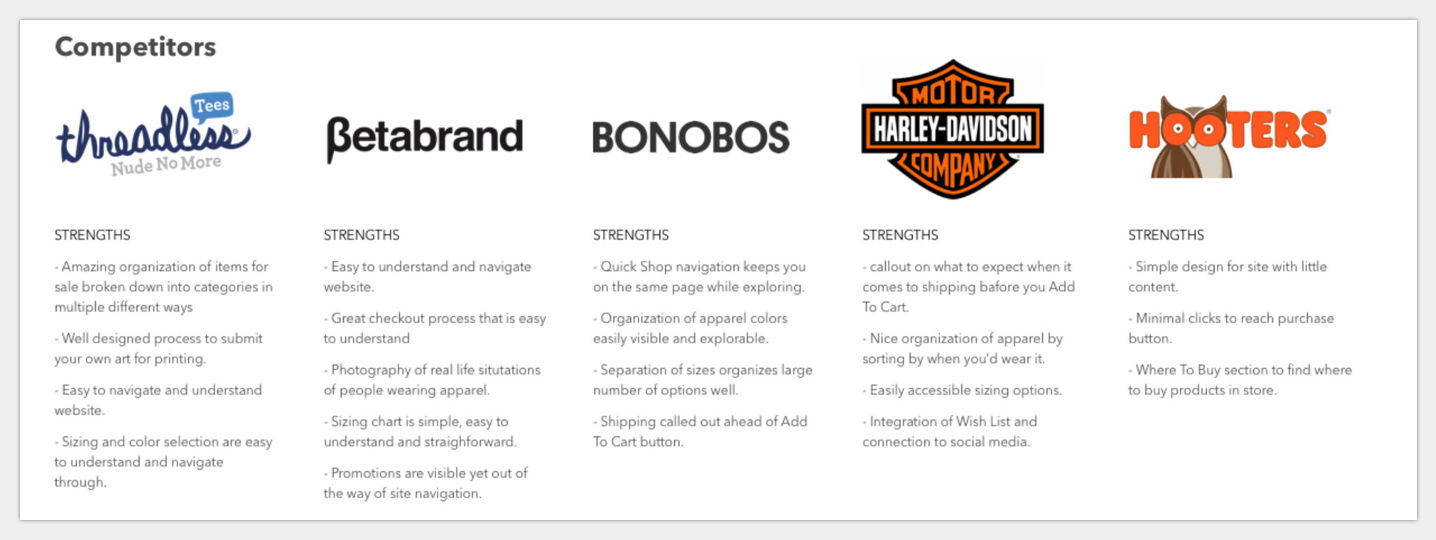 Competitors
Tees
threadless
Nude No More
βetabrand
BONOBOS
MOTOR
HARLEY-DAVIDSON
COMPANY
HOOTERS
STRENGTHS
- Amazing organization of items for
sale broken down into categories in
multiple different ways
- Well designed process to submit
your own art for printing.
- Easy to navigate and understand
website.
- Sizing and color selection are easy
to understand and navigate
through.
STRENGTHS
- Easy to understand and navigate
website.
- Great checkout process that is easy
to understand
- Photography of real life situtations
of people wearing apparel.
- Sizing chart is simple, easy to
understand and straighforward.
- Promotions are visible yet out of
the way of site navigation.
STRENGTHS
- Quick Shop navigation keeps you
on the same page while exploring.
- Organization of apparel colors
easily visible and explorable.
- Separation of sizes organizes large
number of options well.
- Shipping called out ahead of Add
To Cart button.
STRENGTHS
- callout on what to expect when it
comes to shipping bafore you Add
To Cart.
- Nice organization of apparel by
sorting by when you'd wear it.
- Easily accessible sizing options.
- Integration of Wish List and
connection to social media.
STRENGTHS
- Simple design for site with little
content.
- Minimal clicks to reach purchase
button.
- Where To Buy section to find where
to buy products in store.